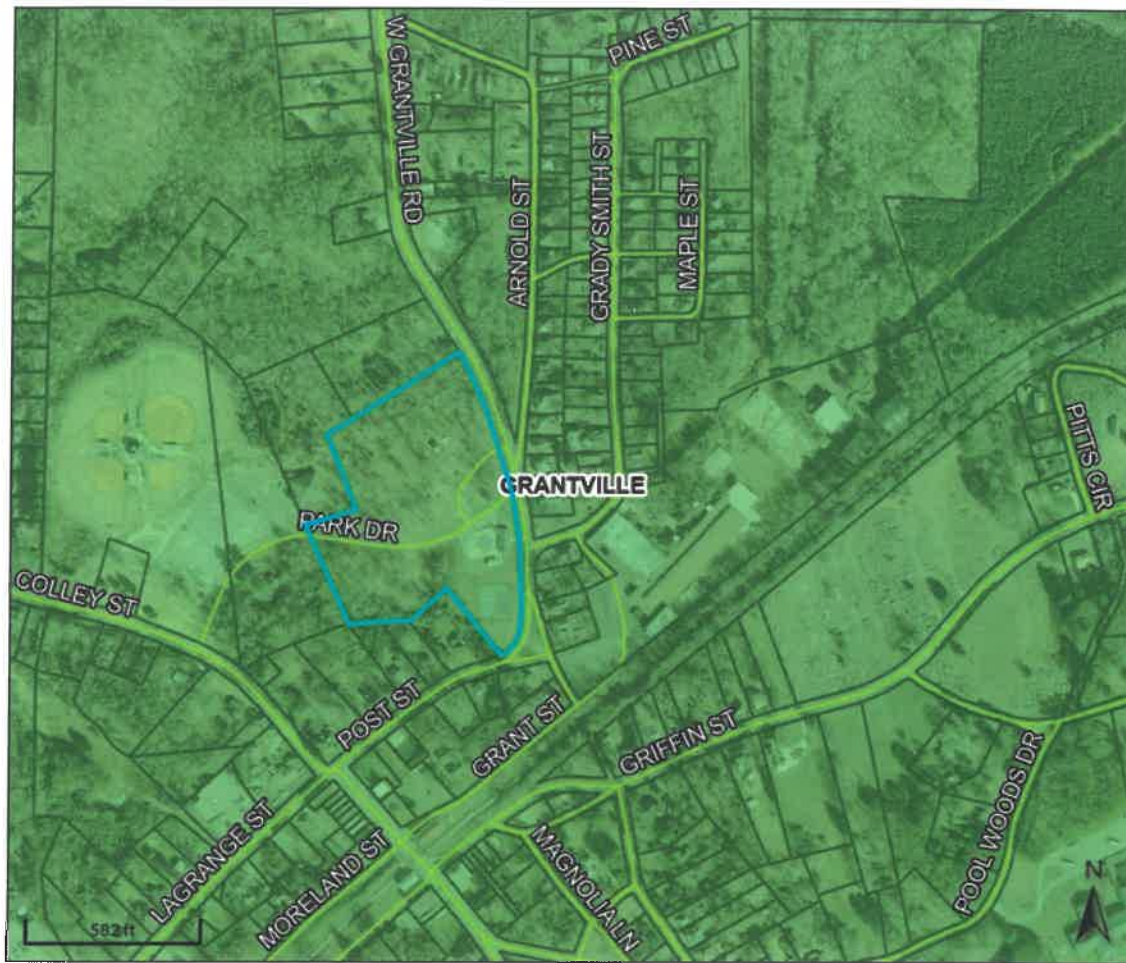 PINE ST
W GRANTVILLE RD
ARNOLD ST
GRADY SMITH ST
MAPLE ST
PITTS CIR
GRANTVILLE
PARK DR
COLLEY ST
POST ST
GRANT ST
GRIFFIN ST
POOL WOODS DR
LAGRANGE ST
MORELAND ST
MAGNOLIA LN
N
582 ft